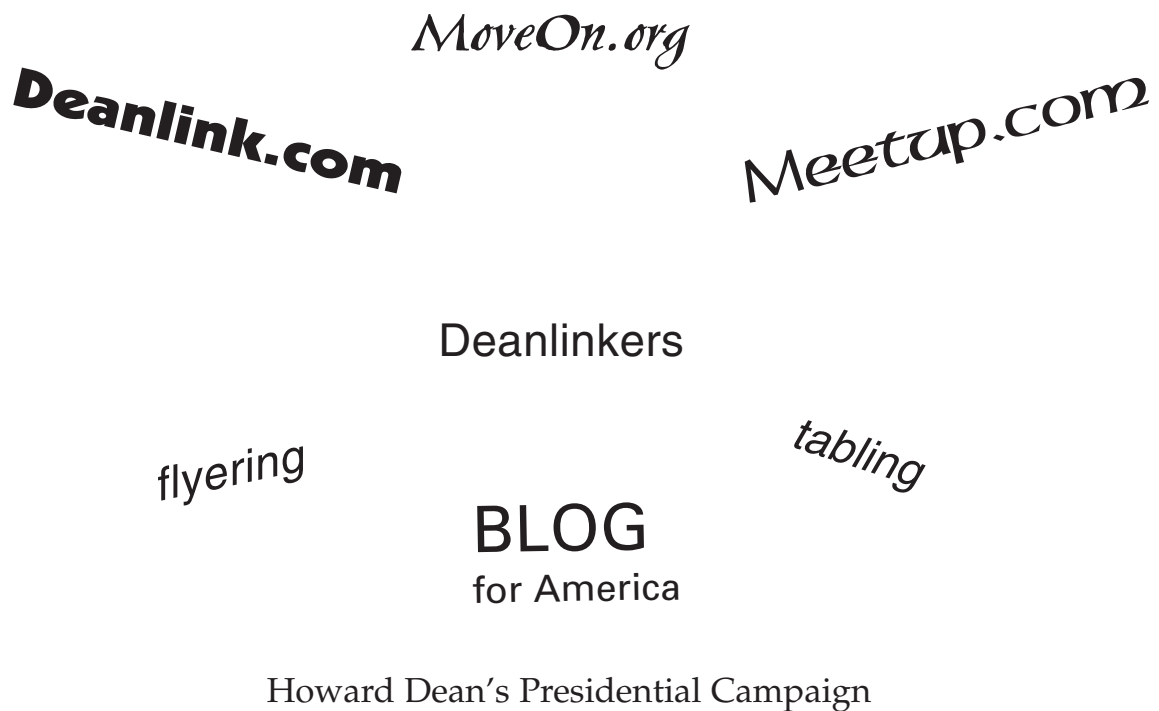 MoveOn.org
Deanlink.com
Meetup.com
Deanlinkers
flyering
tabling
BLOG
for America
Howard Dean’s Presidential Campaign